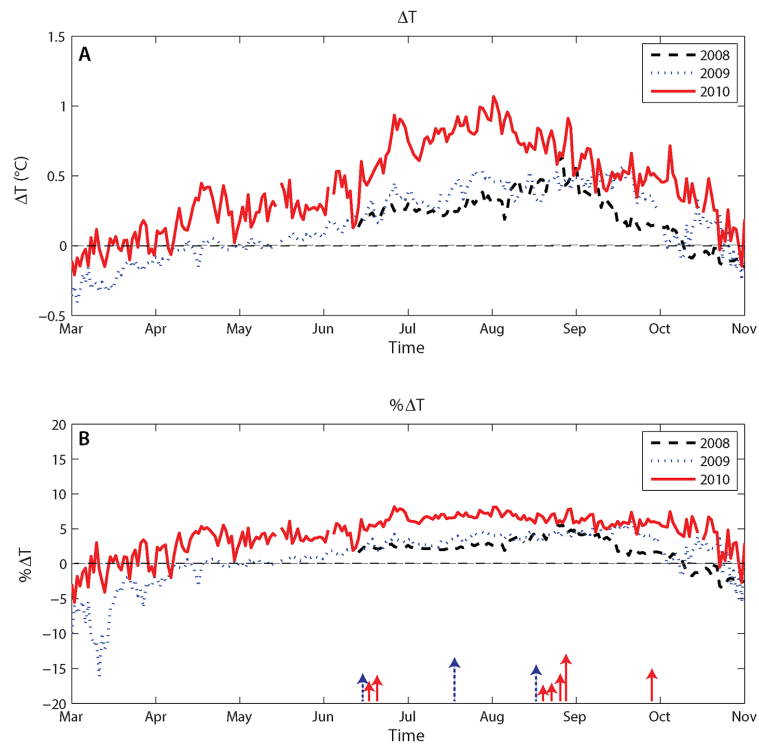 ΔT
A
2008
2009
2010
1.5
1
0.5
0
−0.5
ΔT (°C)
Mar Apr May Jun Jul Aug Sep Oct Nov
Time
%ΔT
B
2008
2009
2010
20
15
10
5
0
−5
−10
−15
−20
%ΔT
Mar Apr May Jun Jul Aug Sep Oct Nov
Time